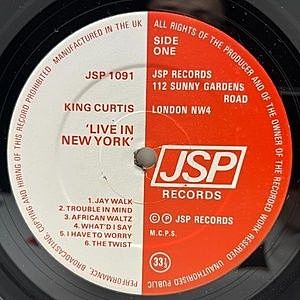 MANUFACTURED IN THE UK
ALL RIGHTS OF THE PRODUCER AND OF THE OWNER OF THE RECORDED WORK RESERVED
UNAUTHORISED PUBLIC PERFORMANCE, BROADCASTING, COPYING AND HIRING OF THIS RECORD PROHIBITED
SIDE
ONE
JSP 1091
JSP RECORDS
112 SUNNY GARDENS
ROAD
LONDON NW4
KING CURTIS
'LIVE IN
NEW YORK'
JSP
RECORDS
1. JAY WALK
2. TROUBLE IN MIND
3. AFRICAN WALTZ
4. WHAT'D I SAY
5. I HAVE TO WORRY
6. THE TWIST
© ℗ JSP RECORDS
M.C.P.S.
33⅓